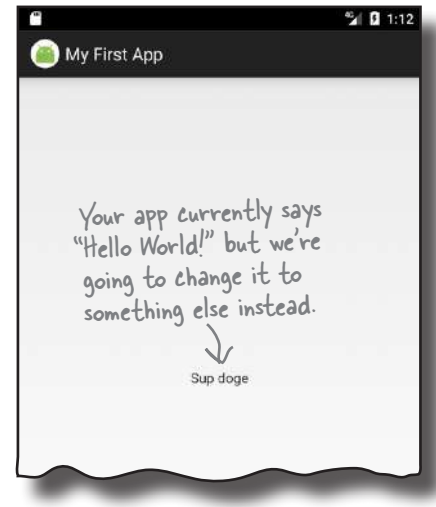 4G 1:12
My First App
Your app currently says
“Hello World!” but we’re
going to change it to
something else instead.
Sup doge